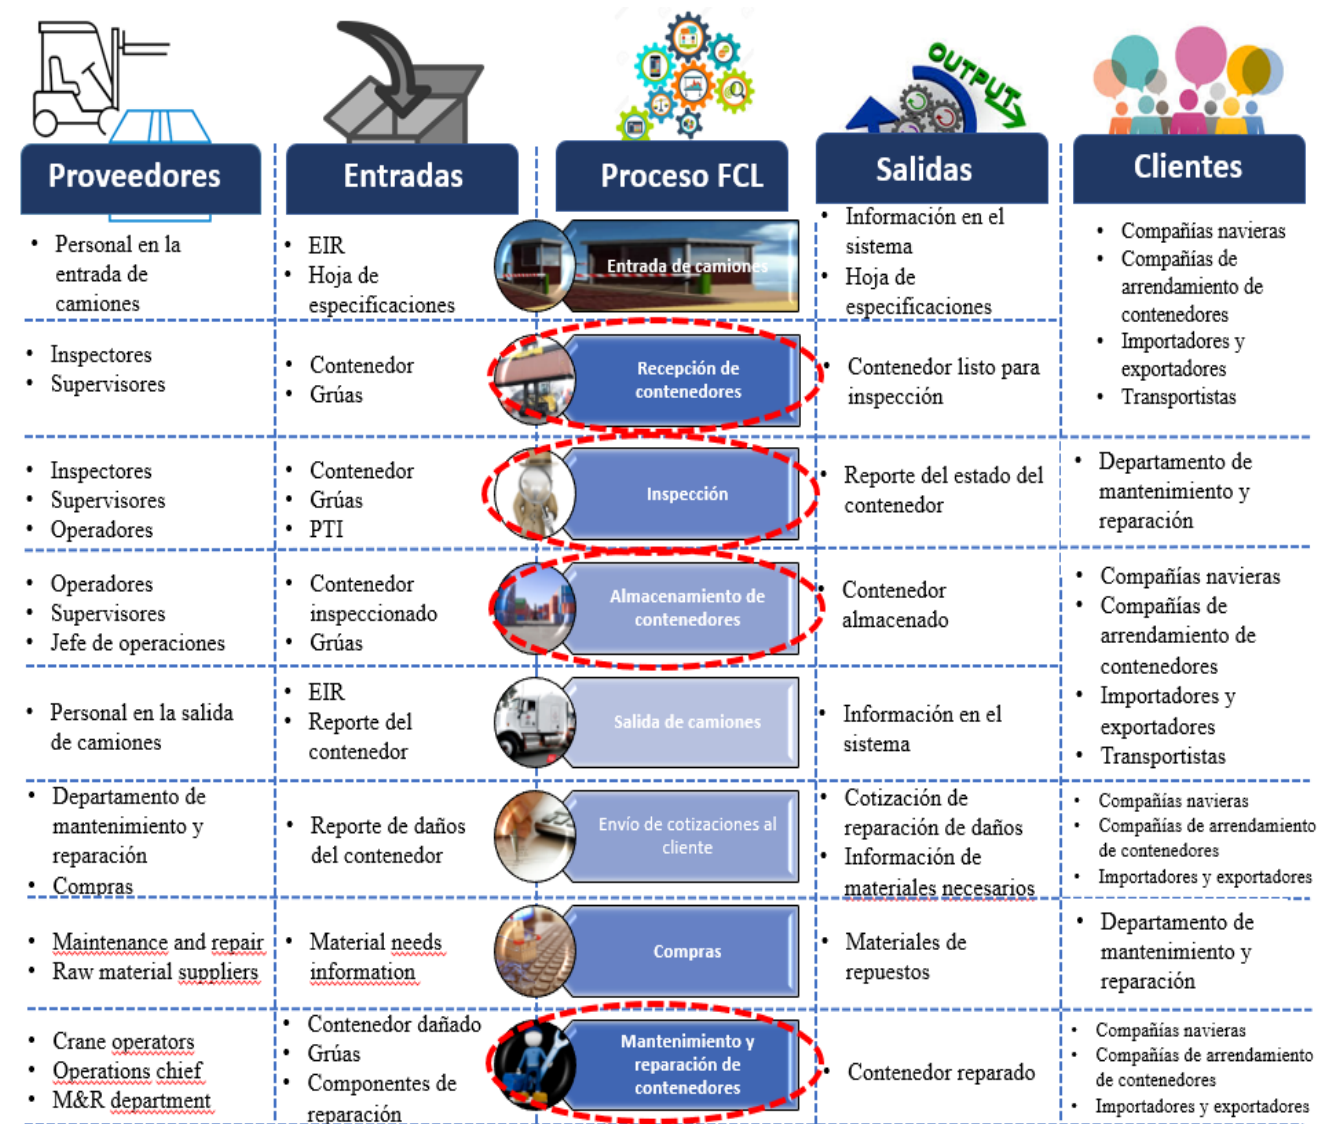 OUTPUT
Proveedores
Entradas
Proceso FCL
Salidas
Clientes
• Personal en la
entrada de
camiones
• EIR
• Hoja de
especificaciones
Entrada de camiones
• Información en el
sistema
• Hoja de
especificaciones
• Compañías navieras
• Compañías de
arrendamiento de
contenedores
• Importadores y
exportadores
• Transportistas
• Inspectores
• Supervisores
• Contenedor
• Grúas
Recepción de
contenedores
• Contenedor listo para
inspección
• Inspectores
• Supervisores
• Operadores
• Contenedor
• Grúas
• PTI
Inspección
• Reporte del estado del
contenedor
• Departamento de
mantenimiento y
reparación
• Operadores
• Supervisores
• Jefe de operaciones
• Contenedor
inspeccionado
• Grúas
Almacenamiento de
contenedores
• Contenedor
almacenado
• Compañías navieras
• Compañías de
arrendamiento de
contenedores
• Importadores y
exportadores
• Transportistas
• Personal en la salida
de camiones
• EIR
• Reporte del
contenedor
Salida de camiones
• Información en el
sistema
• Departamento de
mantenimiento y
reparación
• Compras
• Reporte de daños
del contenedor
Envío de cotizaciones al
cliente
• Cotización de
reparación de daños
• Información de
materiales necesarios
• Compañías navieras
• Compañías de arrendamiento
de contenedores
• Importadores y exportadores
• Maintenance and repair
• Raw material suppliers
• Material needs
information
Compras
• Materiales de
repuestos
• Departamento de
mantenimiento y
reparación
• Crane operators
• Operations chief
• M&R department
• Contenedor dañado
• Grúas
• Componentes de
reparación
Mantenimiento y
reparación de
contenedores
• Contenedor reparado
• Compañías navieras
• Compañías de arrendamiento
de contenedores
• Importadores y exportadores